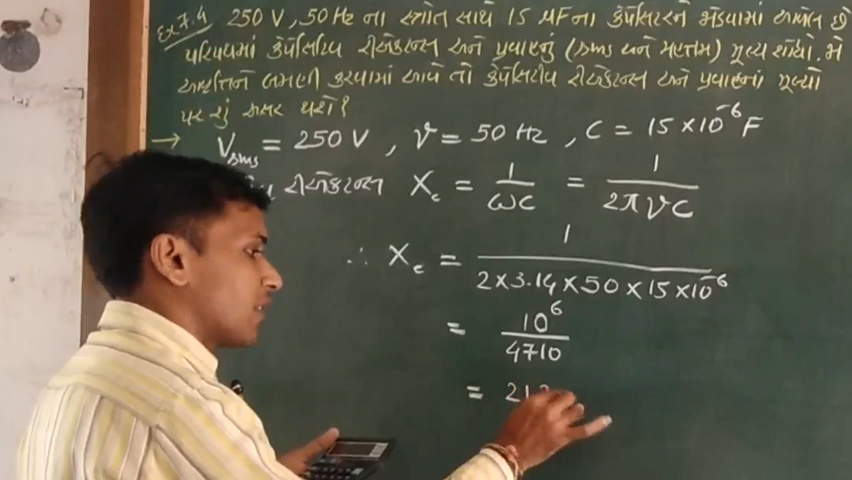 Ex 7.4 250 V, 50 Hz ના સ્ત્રોત સાથે 15 μF ના કેપેસિટરને જોડવામાં આવેલ છે
પરિપથમાં કેપેસિટિવ રીએક્ટન્સ અને પ્રવાહનું (rms અને મહત્તમ) મૂલ્ય શોધો. જો
આવૃત્તિને બમણી કરવામાં આવે તો કેપેસિટીવ રીએક્ટન્સ અને પ્રવાહનાં મૂલ્યો
પર શું અસર થશે?
→ Vrms = 250 V, ν = 50 Hz, C = 15 × 10^-6 F
રીએક્ટન્સ Xc = 1/ωC = 1/2πνC
∴ Xc = 1/2 × 3.14 × 50 × 15 × 10^-6
= 10^6/4710
= 21